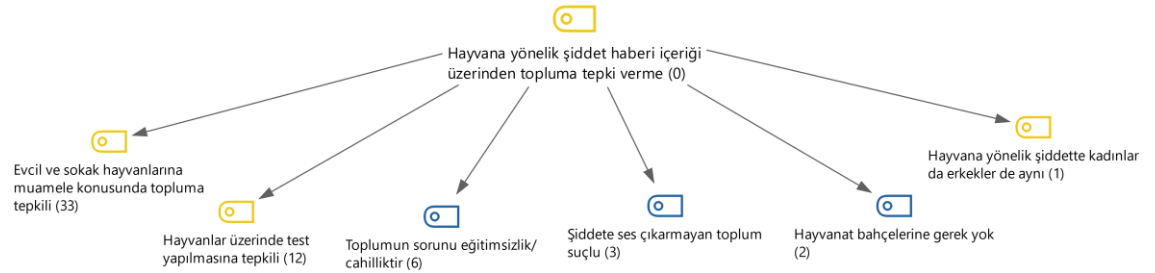 Hayvana yönelik şiddet haberi içeriği
üzerinden topluma tepki verme (0)
Evcil ve sokak hayvanlarına
muamele konusunda topluma
tepkili (33)
Hayvanlar üzerinde test
yapılmasına tepkili (12)
Toplumun sorunu eğitimsizlik/
cahilliktir (6)
Şiddete ses çıkarmayan toplum
suçlu (3)
Hayvanat bahçelerine gerek yok
(2)
Hayvana yönelik şiddette kadınlar
da erkekler de aynı (1)